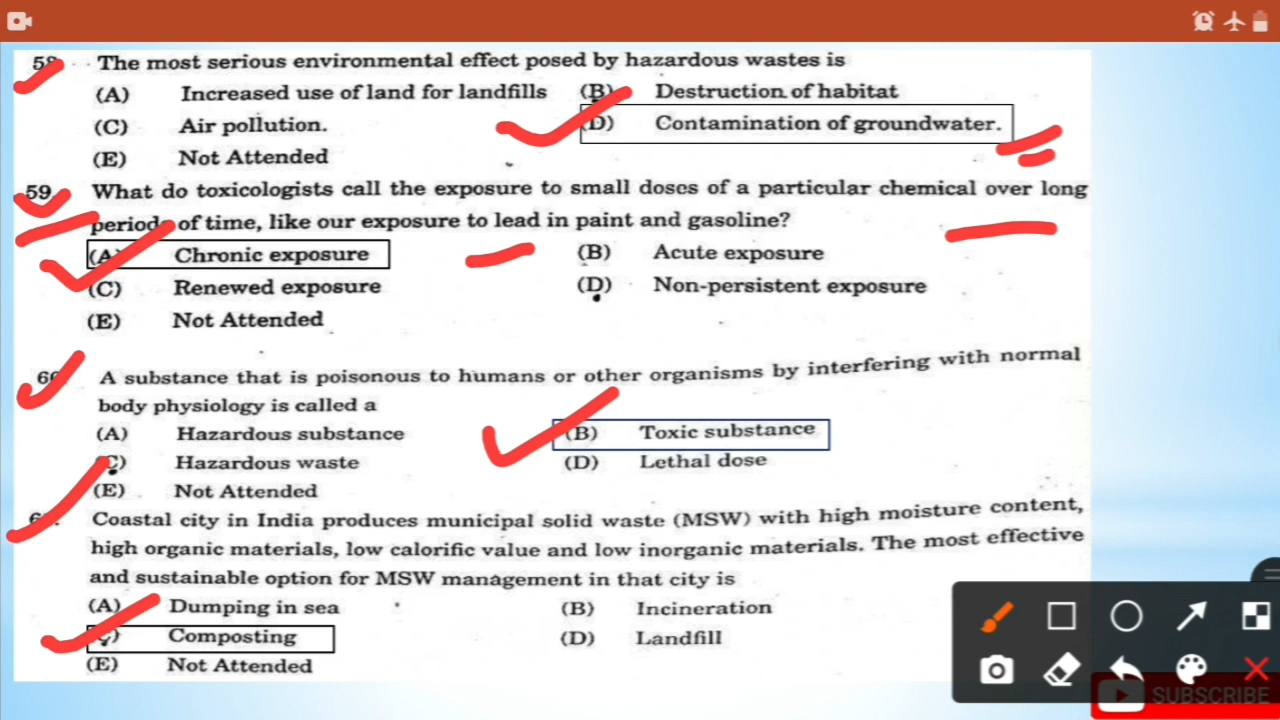 58. The most serious environmental effect posed by hazardous wastes is
(A) Increased use of land for landfills (B) Destruction of habitat
(C) Air pollution. (D) Contamination of groundwater.
(E) Not Attended
59. What do toxicologists call the exposure to small doses of a particular chemical over long
periods of time, like our exposure to lead in paint and gasoline?
(A) Chronic exposure (B) Acute exposure
(C) Renewed exposure (D) Non-persistent exposure
(E) Not Attended
60. A substance that is poisonous to humans or other organisms by interfering with normal
body physiology is called a
(A) Hazardous substance (B) Toxic substance
(C) Hazardous waste (D) Lethal dose
(E) Not Attended
Coastal city in India produces municipal solid waste (MSW) with high moisture content,
high organic materials, low calorific value and low inorganic materials. The most effective
and sustainable option for MSW management in that city is
(A) Dumping in sea (B) Incineration
Composting (D) Landfill
(E) Not Attended
SUBSCRIBE